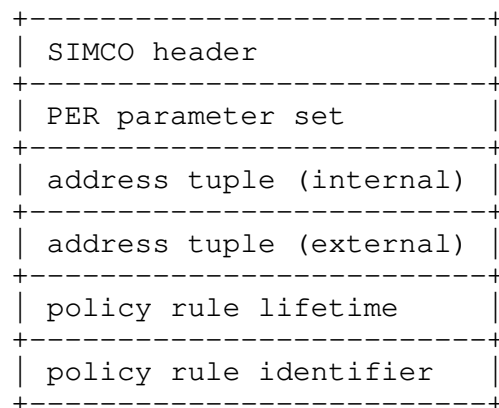 +--------------------------+
| SIMCO header             |
+--------------------------+
| PER parameter set        |
+--------------------------+
| address tuple (internal) |
+--------------------------+
| address tuple (external) |
+--------------------------+
| policy rule lifetime     |
+--------------------------+
| policy rule identifier   |
+--------------------------+